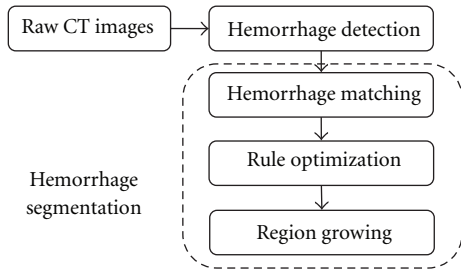 Raw CT images
Hemorrhage detection
Hemorrhage matching
Rule optimization
Region growing
Hemorrhage
segmentation